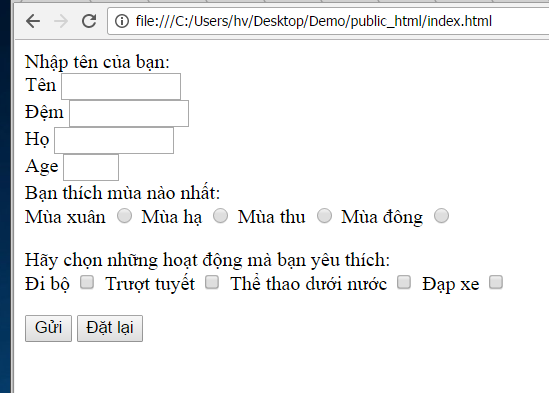 file:///C:/Users/hv/Desktop/Demo/public_html/index.html
Nhập tên của bạn:
Tên
Đệm
Họ
Age
Bạn thích mùa nào nhất:
Mùa xuân Mùa hạ Mùa thu Mùa đông
Hãy chọn những hoạt động mà bạn yêu thích:
Đi bộ Trượt tuyết Thể thao dưới nước Đạp xe
Gửi Đặt lại